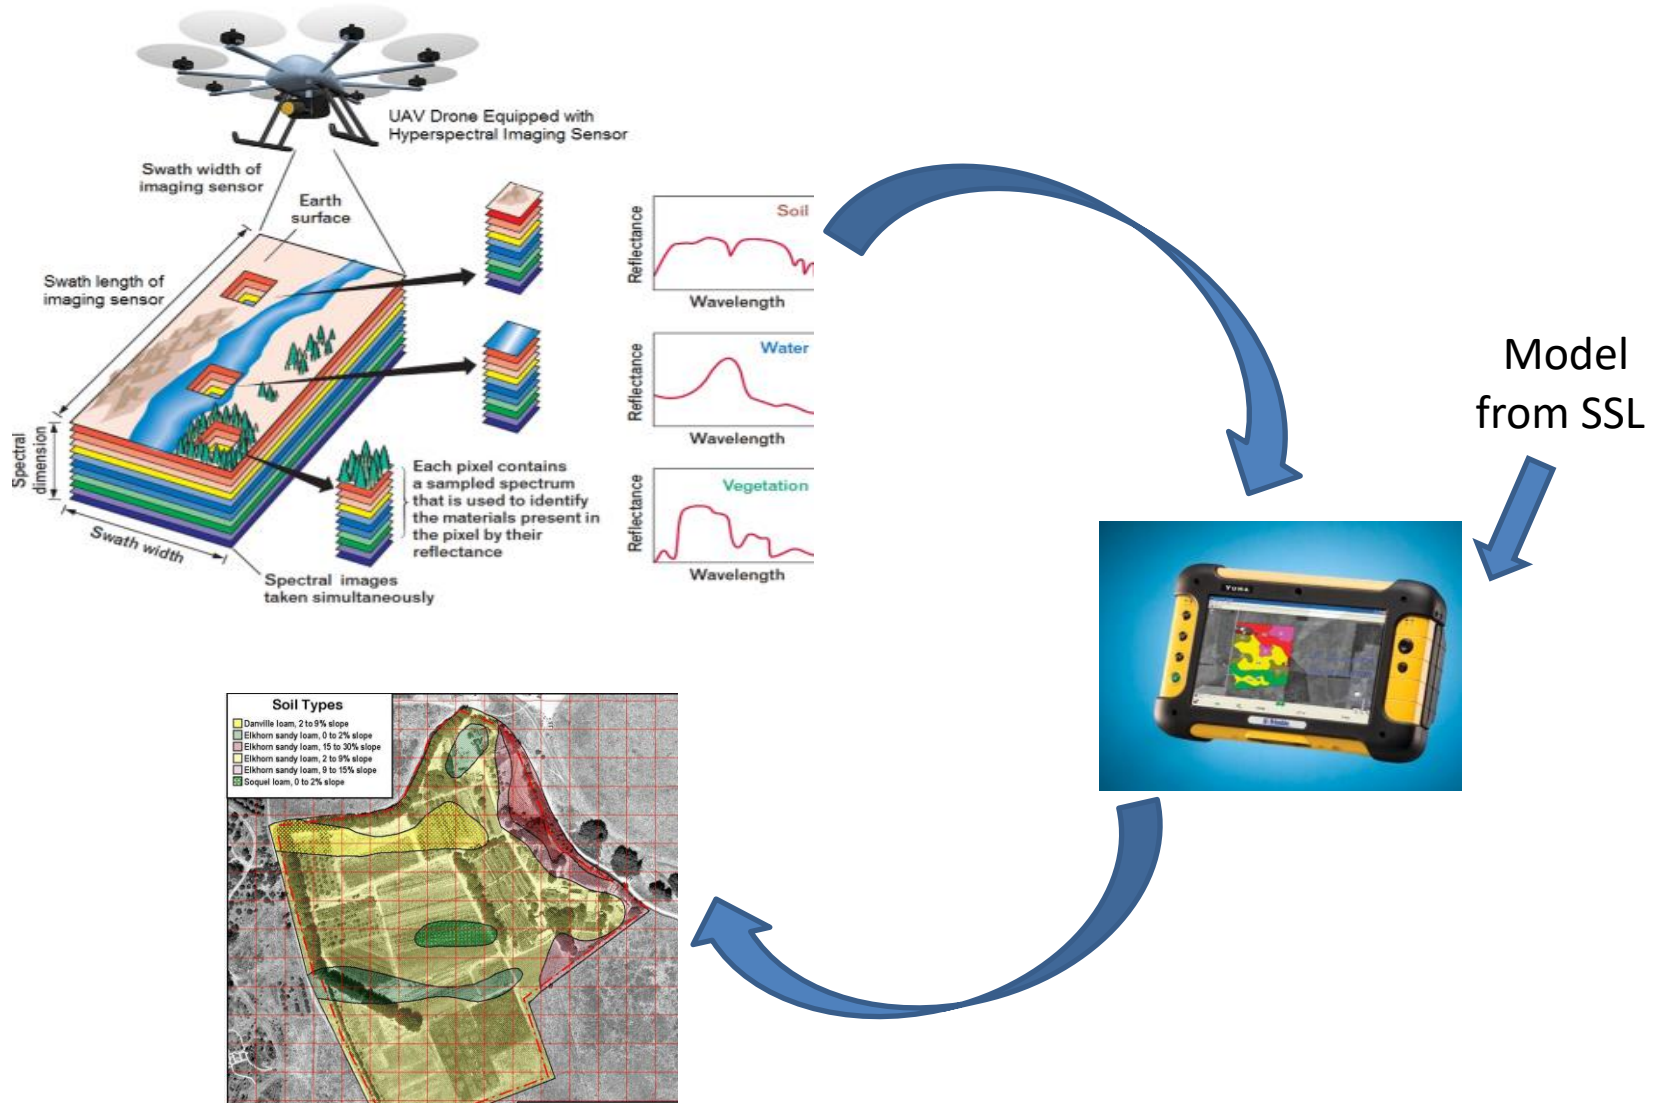 UAV Drone Equipped with
Hyperspectral Imaging Sensor
Swath width of
imaging sensor
Earth
surface
Swath length of
imaging sensor
Spectral
dimension
Swath width
Each pixel contains
a sampled spectrum
that is used to identify
the materials present in
the pixel by their
reflectance
Spectral images
taken simultaneously
Soil
Reflectance
Wavelength
Water
Reflectance
Wavelength
Vegetation
Reflectance
Wavelength
Model
from SSL
YUMA
Trimble
Soil Types
Danville loam, 2 to 9% slope
Elkhorn sandy loam, 0 to 2% slope
Elkhorn sandy loam, 15 to 30% slope
Elkhorn sandy loam, 2 to 9% slope
Elkhorn sandy loam, 9 to 15% slope
Soquel loam, 0 to 2% slope